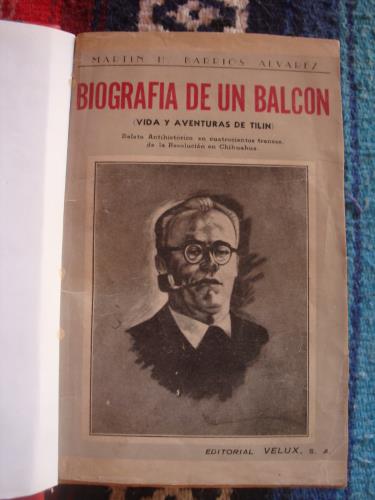 MARTIN H. BARRIOS ALVAREZ
BIOGRAFIA DE UN BALCON
(VIDA Y AVENTURAS DE TILIN)
Relato Antihistórico en cuatrocientos trancos,
de la Revolución en Chihuahua
EDITORIAL VELUX, S. A.